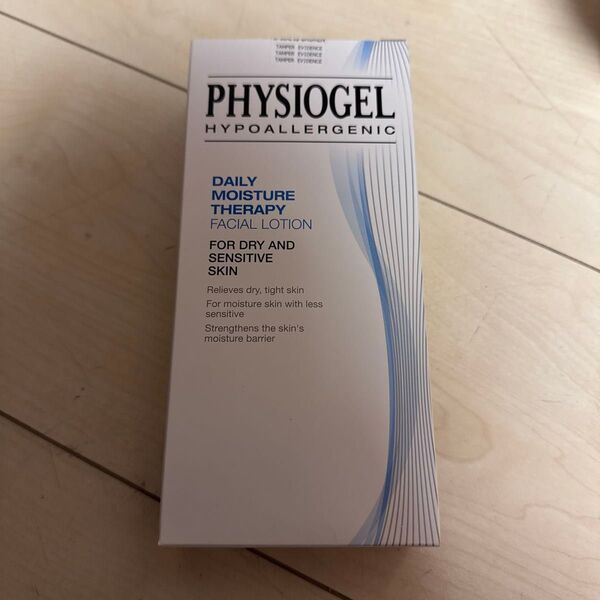 TAMPER EVIDENCE
TAMPER EVIDENCE
TAMPER EVIDENCE
PHYSIOGEL
HYPOALLERGENIC
DAILY
MOISTURE
THERAPY
FACIAL LOTION
FOR DRY AND
SENSITIVE
SKIN
Relieves dry, tight skin
For moisture skin with less
sensitive
Strengthens the skin's
moisture barrier